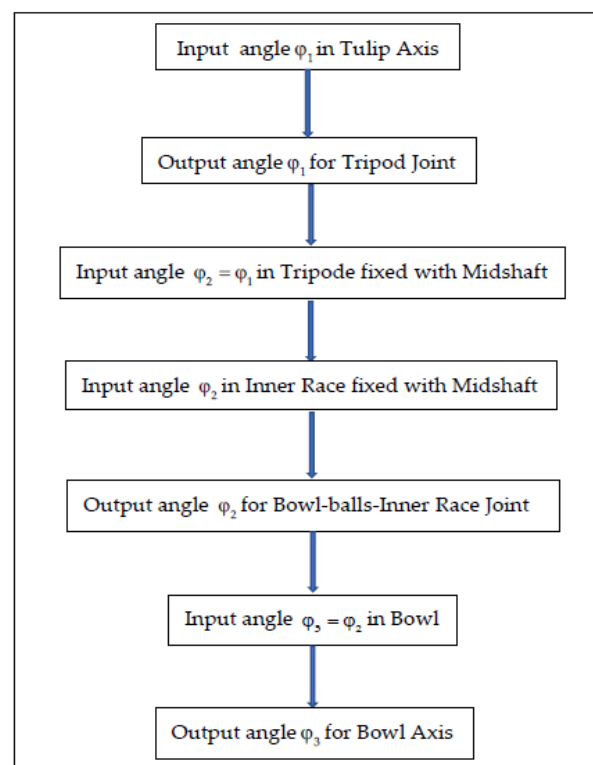 Input angle φ₁ in Tulip Axis
Output angle φ₁ for Tripod Joint
Input angle φ₂ = φ₁ in Tripode fixed with Midshaft
Input angle φ₂ in Inner Race fixed with Midshaft
Output angle φ₂ for Bowl-balls-Inner Race Joint
Input angle φ₃ = φ₂ in Bowl
Output angle φ₃ for Bowl Axis